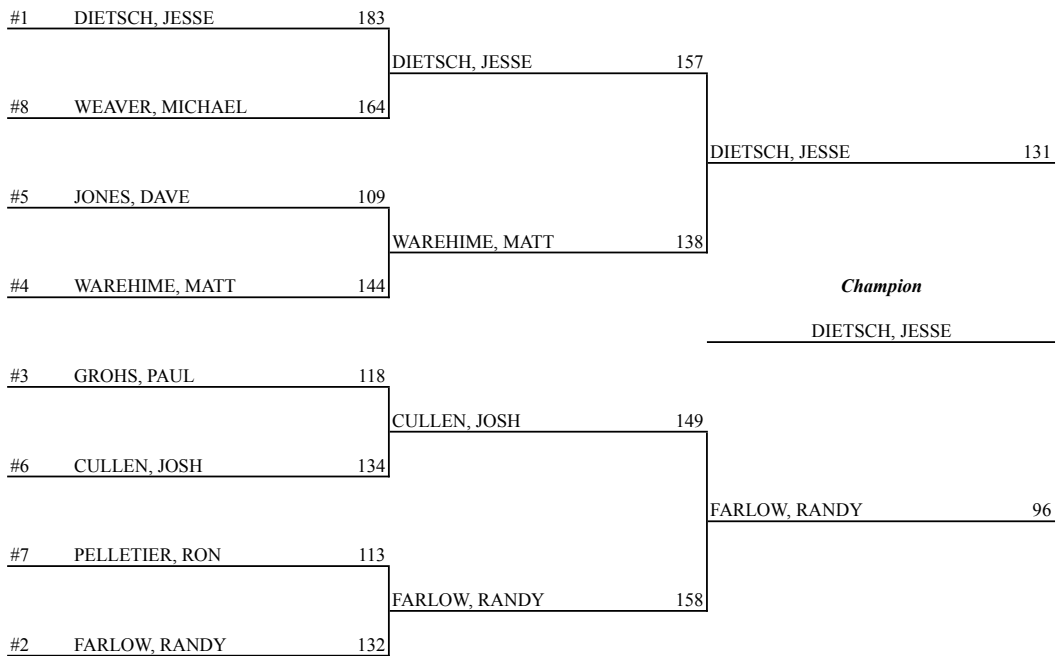 #1 DIETSCH, JESSE 183
DIETSCH, JESSE 157
#8 WEAVER, MICHAEL 164
DIETSCH, JESSE 131
#5 JONES, DAVE 109
WAREHIME, MATT 138
#4 WAREHIME, MATT 144
Champion
DIETSCH, JESSE
#3 GROHS, PAUL 118
CULLEN, JOSH 149
#6 CULLEN, JOSH 134
FARLOW, RANDY 96
#7 PELLETIER, RON 113
FARLOW, RANDY 158
#2 FARLOW, RANDY 132